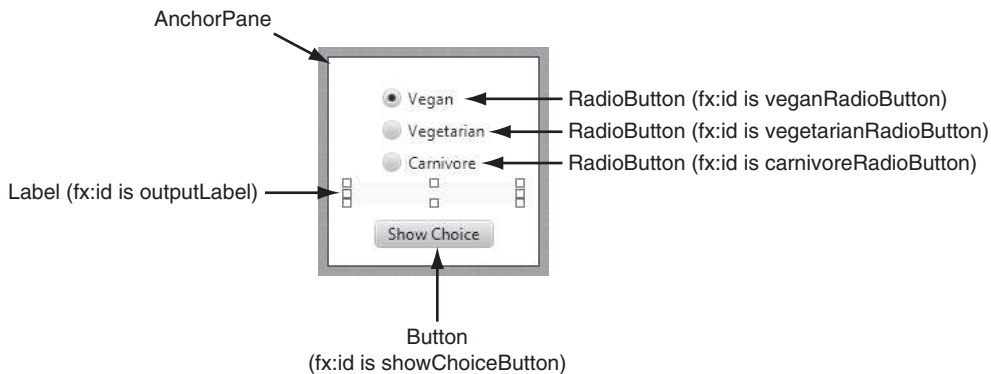 AnchorPane
Vegan
RadioButton (fx:id is veganRadioButton)
Vegetarian
RadioButton (fx:id is vegetarianRadioButton)
Carnivore
RadioButton (fx:id is carnivoreRadioButton)
Label (fx:id is outputLabel)
Show Choice
Button
(fx:id is showChoiceButton)